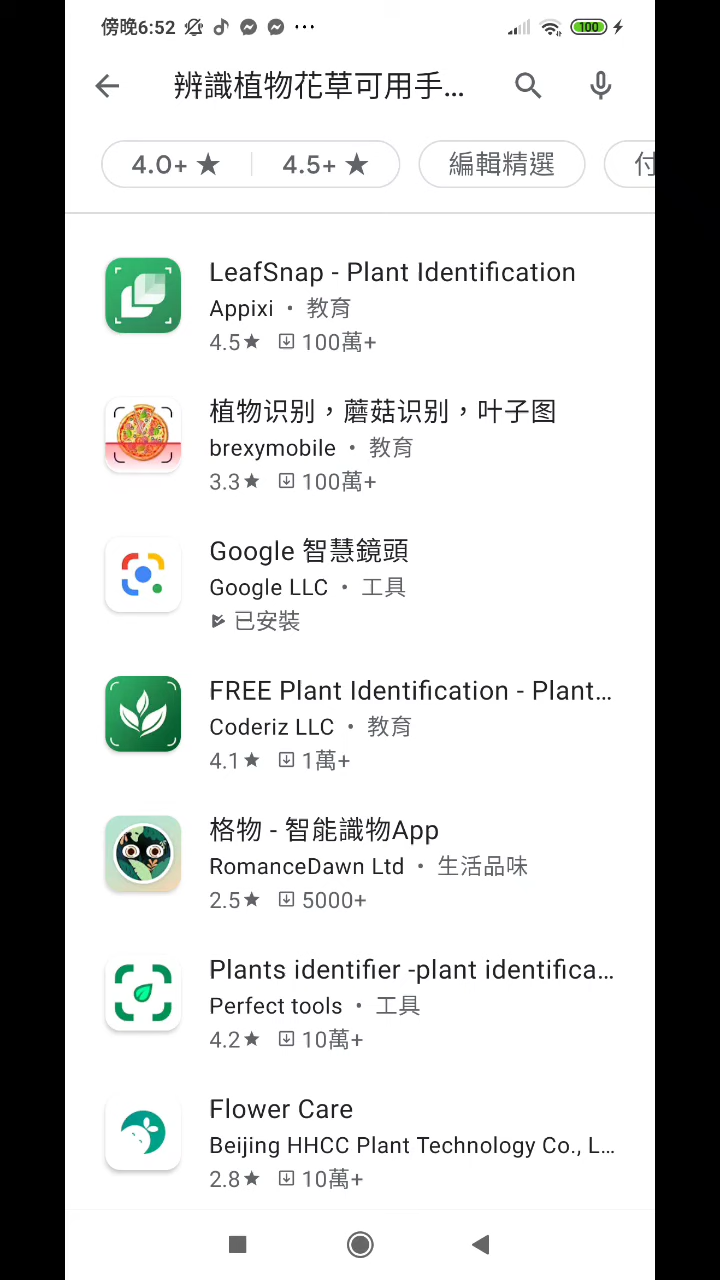 傍晚6:52
100
辨識植物花草可用手...
4.0+ ★ 4.5+ ★ 編輯精選 付
LeafSnap - Plant Identification
Appixi • 教育
4.5★ 100萬+
植物识别，蘑菇识别，叶子图
brexymobile • 教育
3.3★ 100萬+
Google 智慧鏡頭
Google LLC • 工具
已安裝
FREE Plant Identification - Plant...
Coderiz LLC • 教育
4.1★ 1萬+
格物 - 智能識物App
RomanceDawn Ltd • 生活品味
2.5★ 5000+
Plants identifier -plant identifica...
Perfect tools • 工具
4.2★ 10萬+
Flower Care
Beijing HHCC Plant Technology Co., L...
2.8★ 10萬+